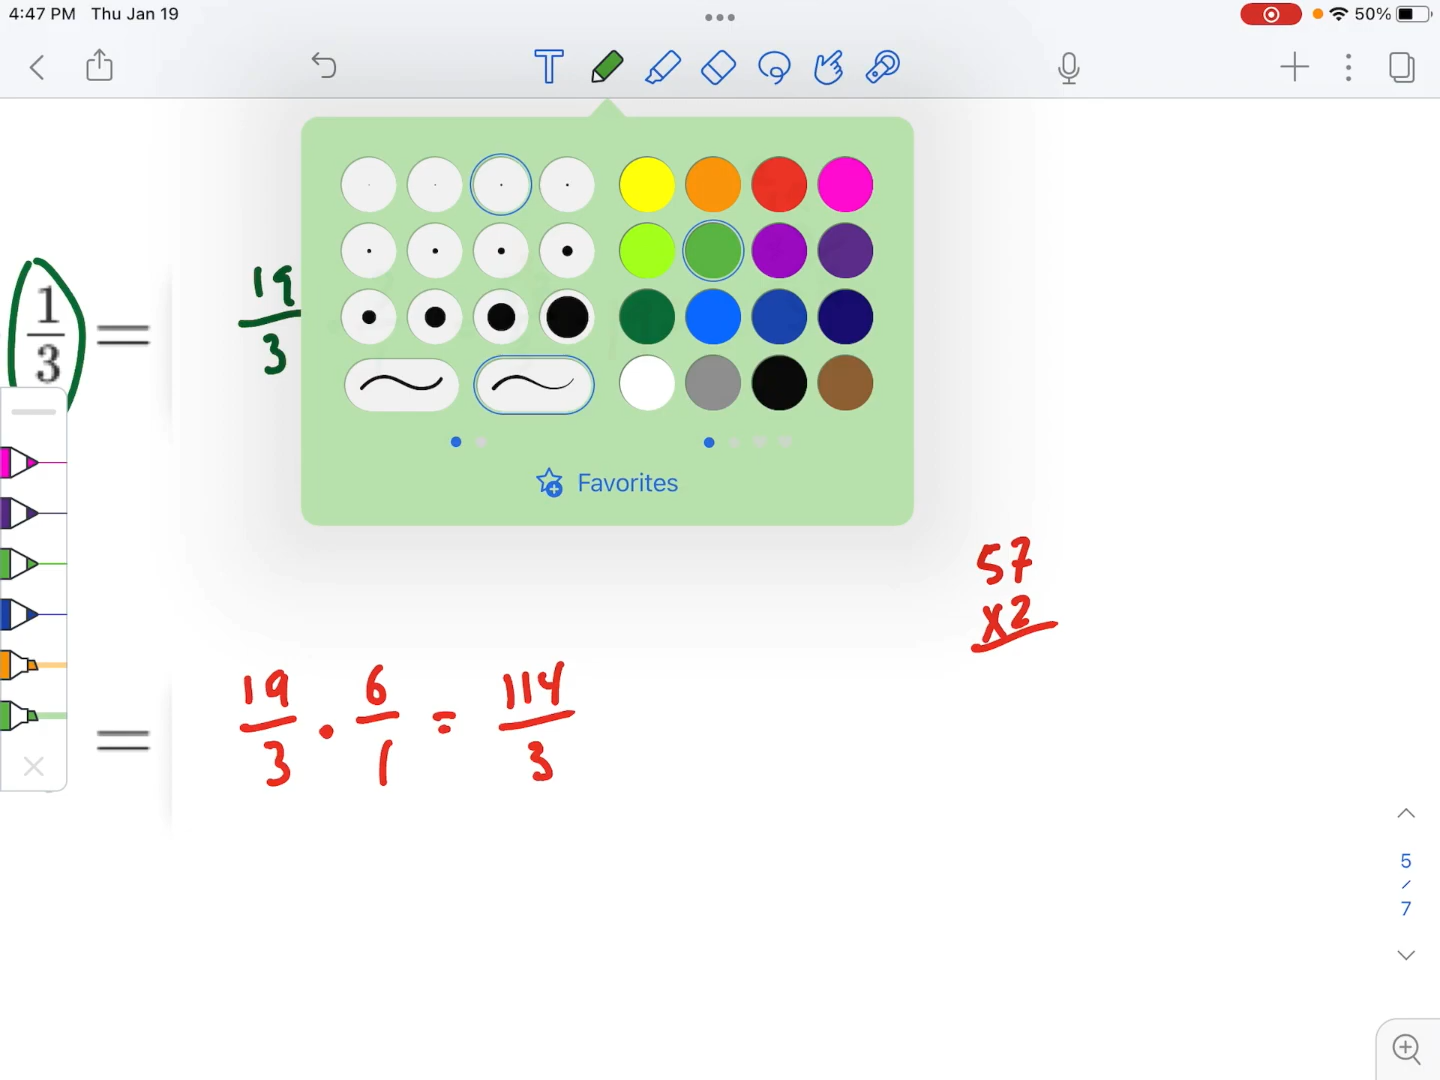 4:47 PM Thu Jan 19
50%
T
1
3
=
19
3
Favorites
57
x2
=
19/3 · 6/1 = 114/3
5
/
7